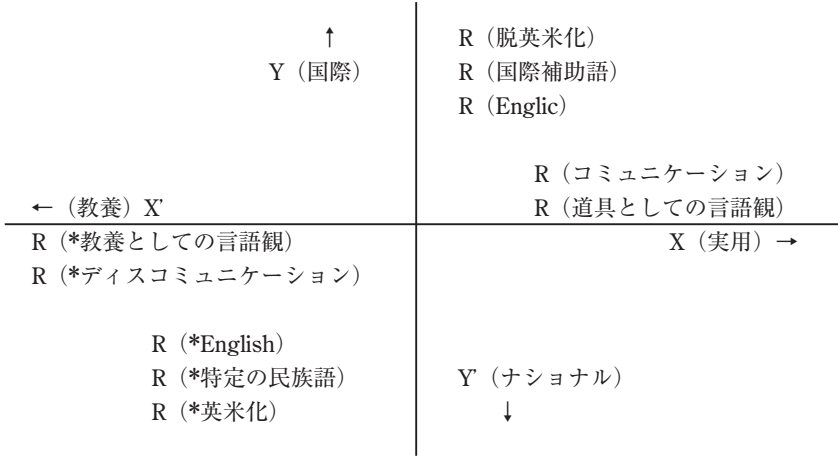 ↑
Y（国際）
R（脱英米化）
R（国際補助語）
R（Englic）
R（コミュニケーション）
R（道具としての言語観）
←（教養）X’
R（*教養としての言語観）
R（*ディスコミュニケーション）
X（実用）→
R（*English）
R（*特定の民族語）
R（*英米化）
Y’（ナショナル）
↓